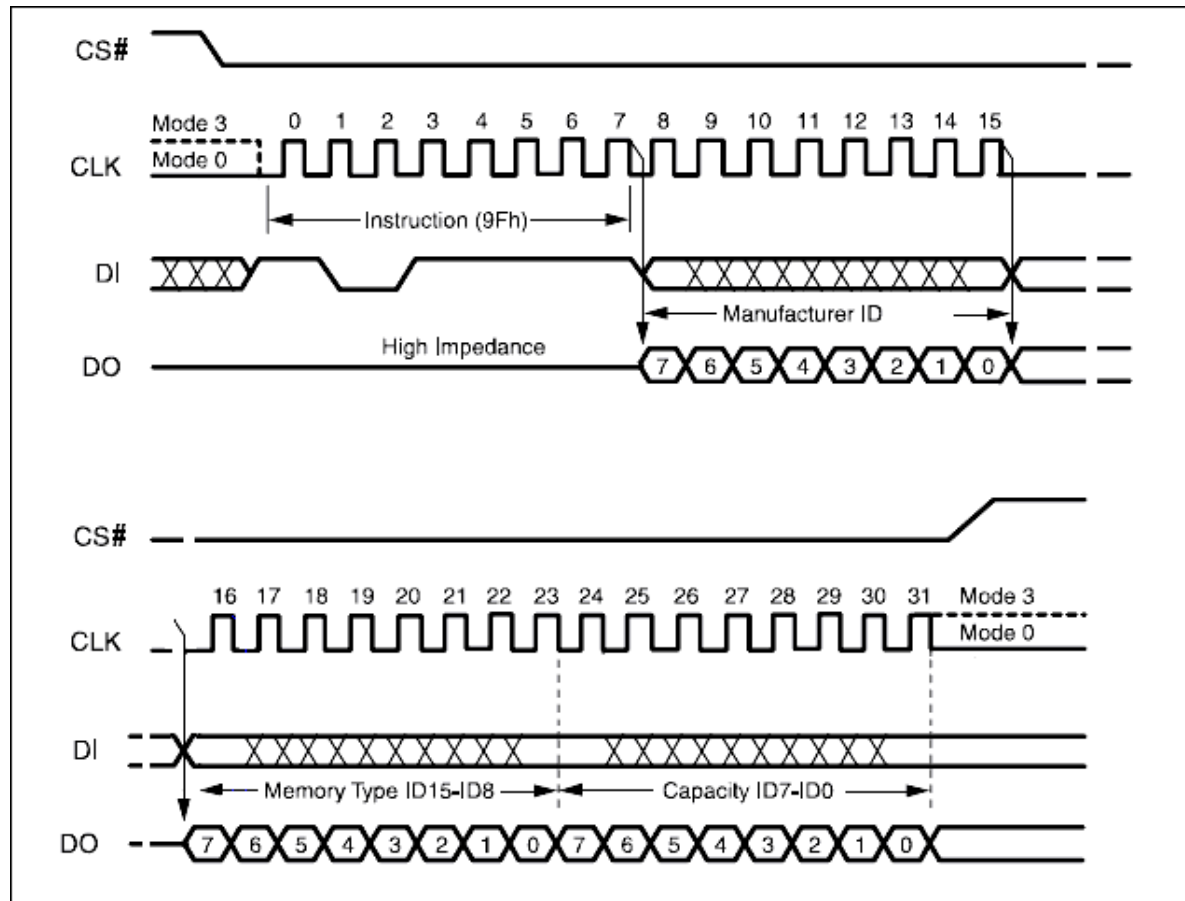 CS#
Mode 3
0 1 2 3 4 5 6 7 8 9 10 11 12 13 14 15
CLK
Mode 0
Instruction (9Fh)
DI
Manufacturer ID
High Impedance
DO
7 6 5 4 3 2 1 0
CS#
16 17 18 19 20 21 22 23 24 25 26 27 28 29 30 31
Mode 3
CLK
Mode 0
DI
Memory Type ID15-ID8
Capacity ID7-ID0
DO
7 6 5 4 3 2 1 0 7 6 5 4 3 2 1 0